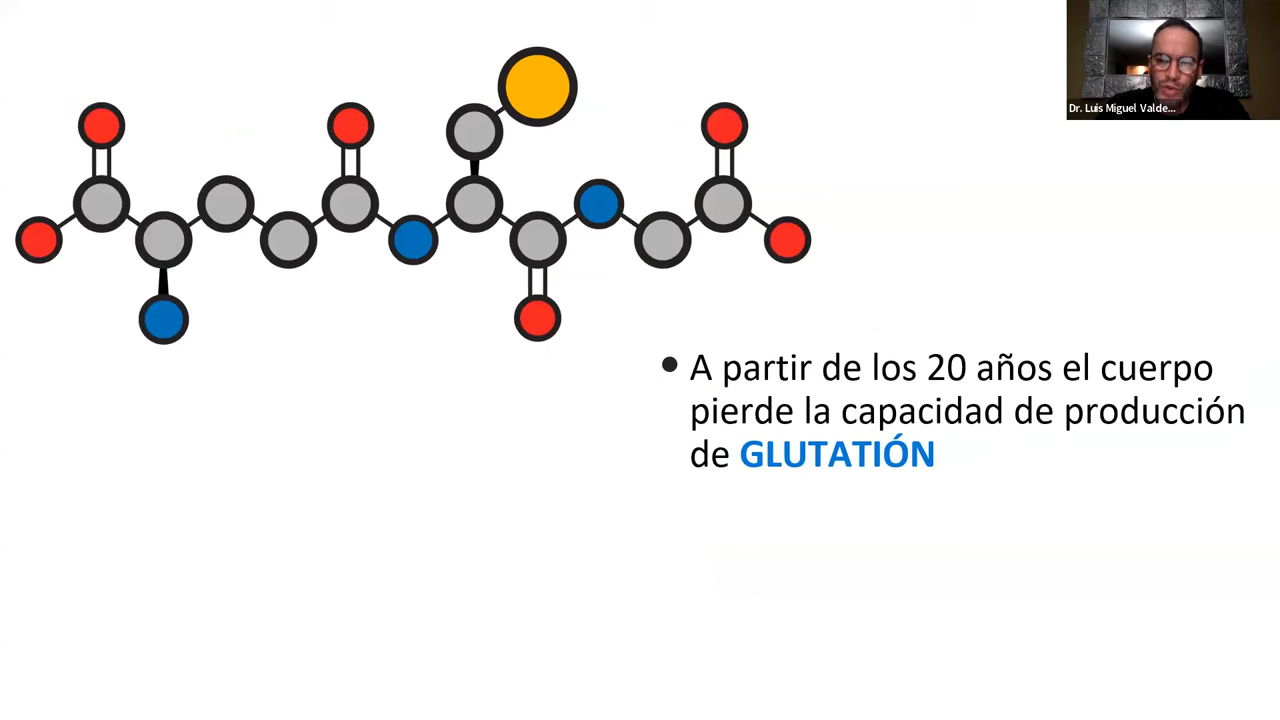 Dr. Luis Miguel Valde...
• A partir de los 20 años el cuerpo
pierde la capacidad de producción
de GLUTATIÓN